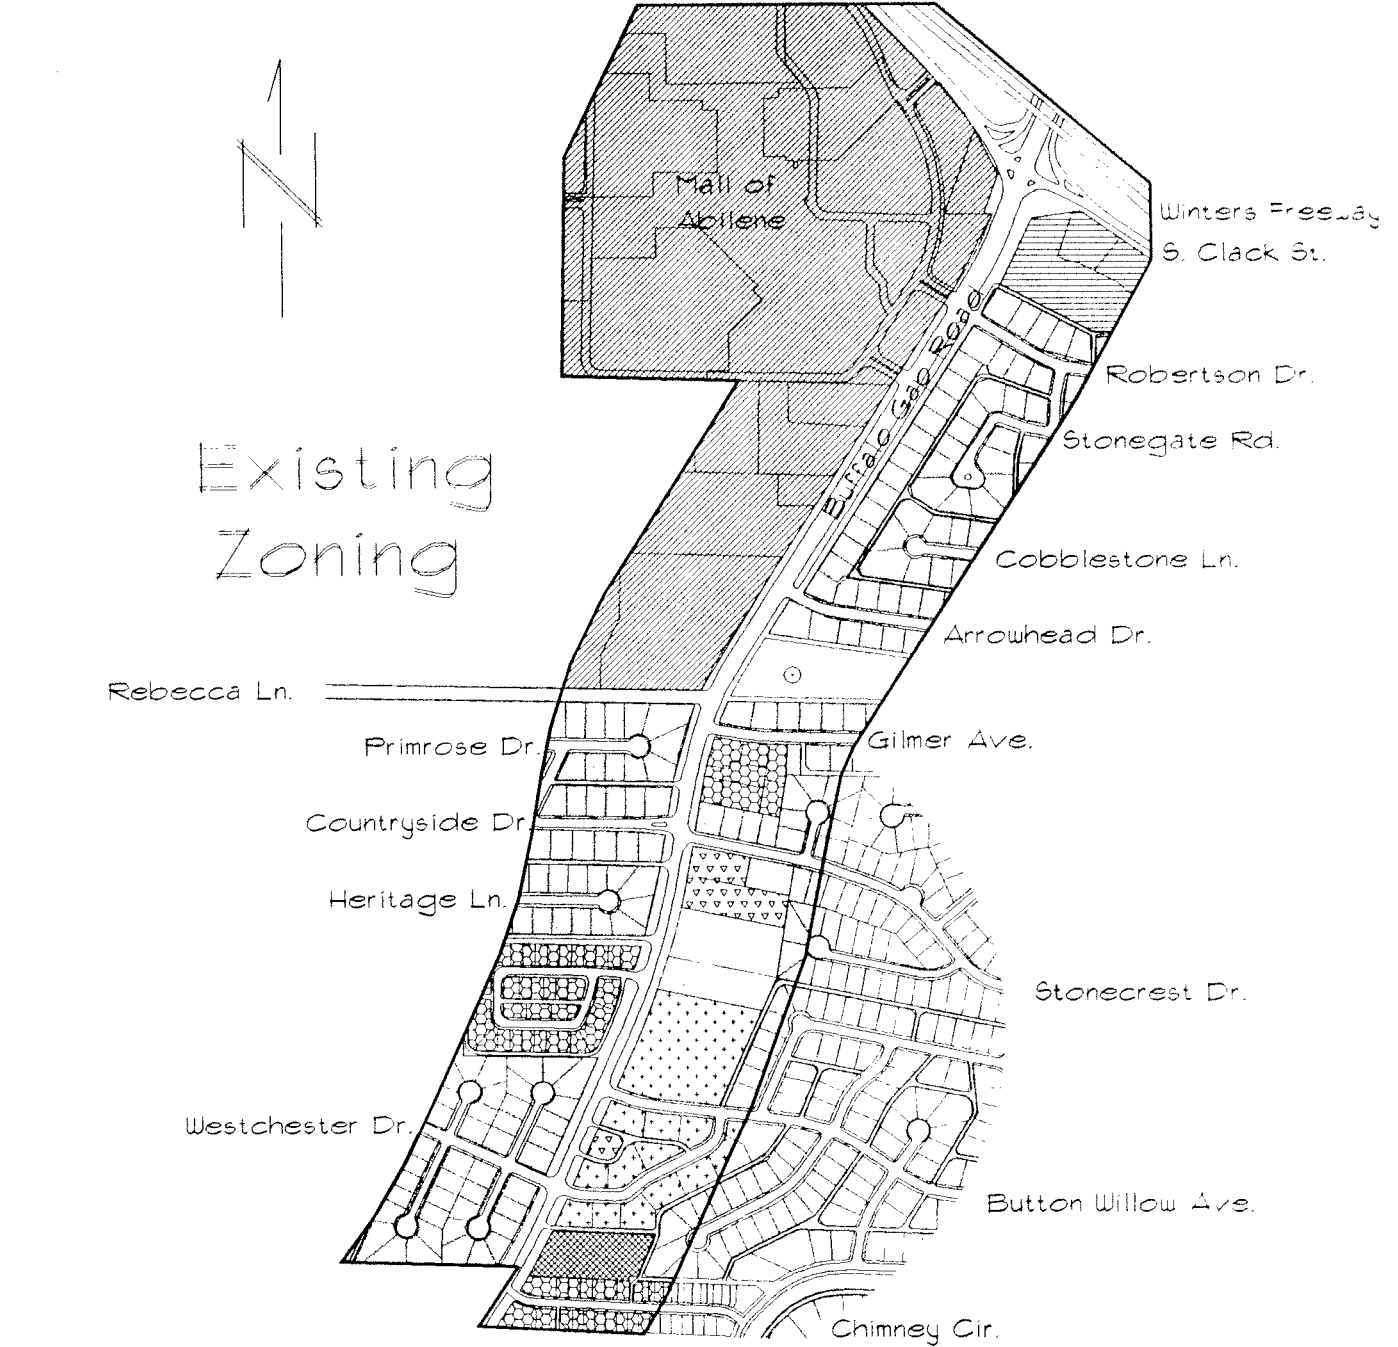 N
Mall of
Abilene
Winters Freeway
S. Clack St.
Buffalo Gap Road
Robertson Dr.
Stonegate Rd.
Existing
Zoning
Cobblestone Ln.
Arrowhead Dr.
Rebecca Ln.
Primrose Dr.
Gilmer Ave.
Countryside Dr.
Heritage Ln.
Stonecrest Dr.
Westchester Dr.
Button Willow Ave.
Chimney Cir.